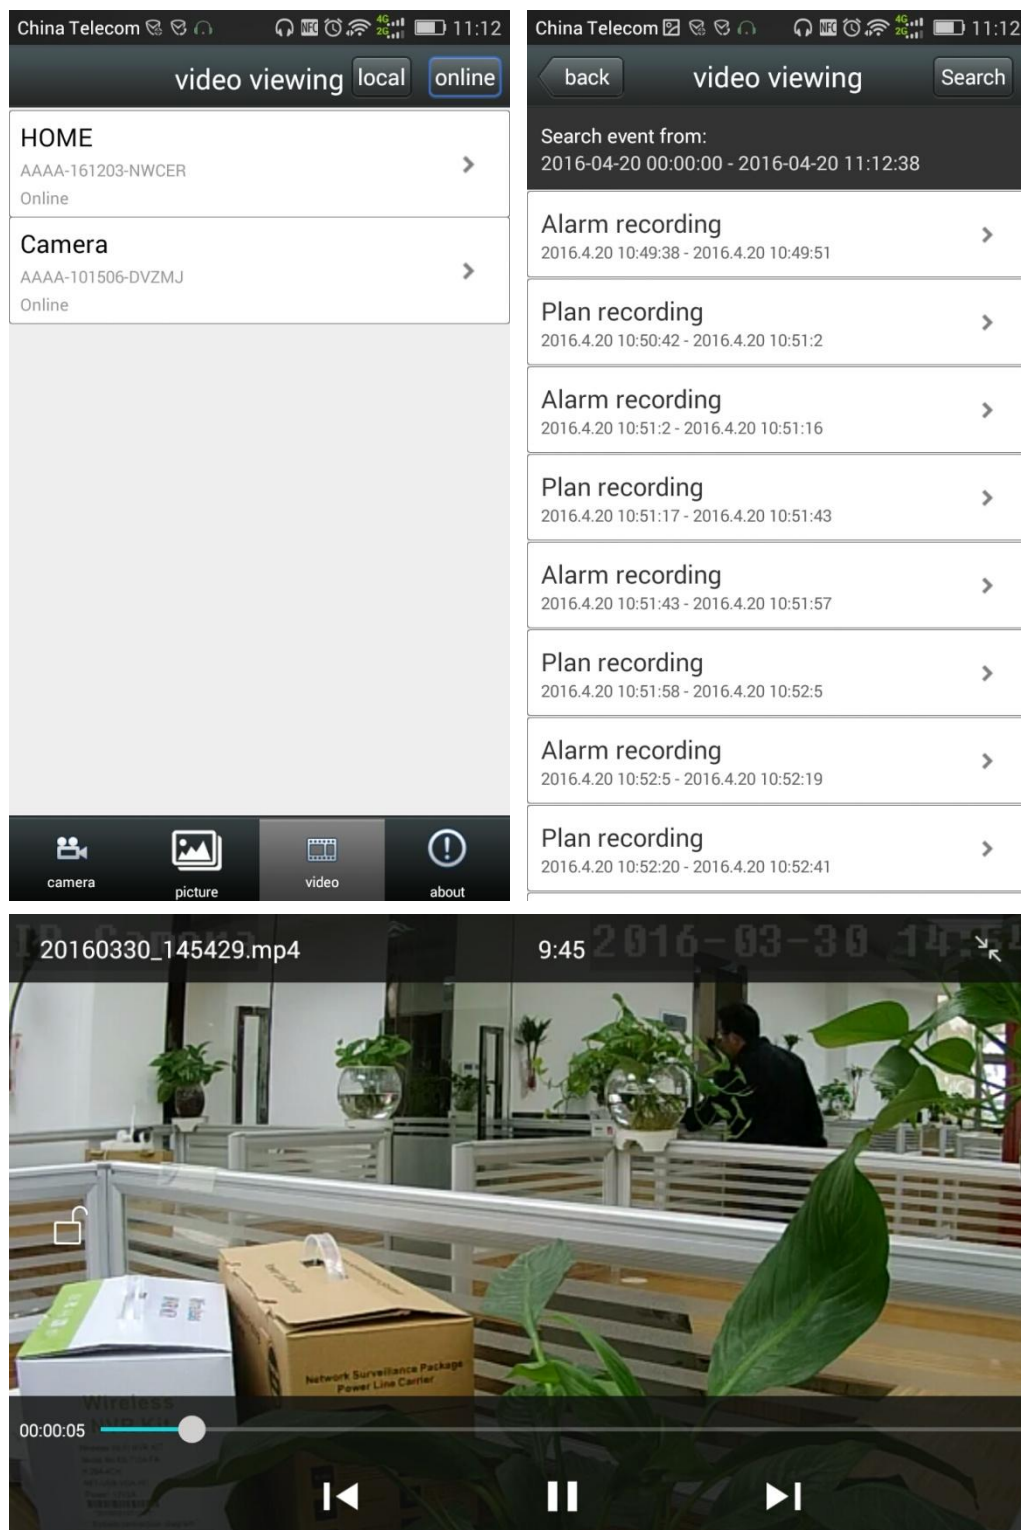 China Telecom 11:12
video viewing local online
HOME
AAAA-161203-NWCER
Online
Camera
AAAA-101506-DVZMJ
Online
camera
picture
video
about
China Telecom 11:12
back video viewing Search
Search event from:
2016-04-20 00:00:00 - 2016-04-20 11:12:38
Alarm recording
2016.4.20 10:49:38 - 2016.4.20 10:49:51
Plan recording
2016.4.20 10:50:42 - 2016.4.20 10:51:2
Alarm recording
2016.4.20 10:51:2 - 2016.4.20 10:51:16
Plan recording
2016.4.20 10:51:17 - 2016.4.20 10:51:43
Alarm recording
2016.4.20 10:51:43 - 2016.4.20 10:51:57
Plan recording
2016.4.20 10:51:58 - 2016.4.20 10:52:5
Alarm recording
2016.4.20 10:52:5 - 2016.4.20 10:52:19
Plan recording
2016.4.20 10:52:20 - 2016.4.20 10:52:41
IP Camera 2016-03-30 14:54
20160330_145429.mp4 9:45
Network Surveillance Package
Power Line Carrier
Wireless
NVR Kit
00:00:05